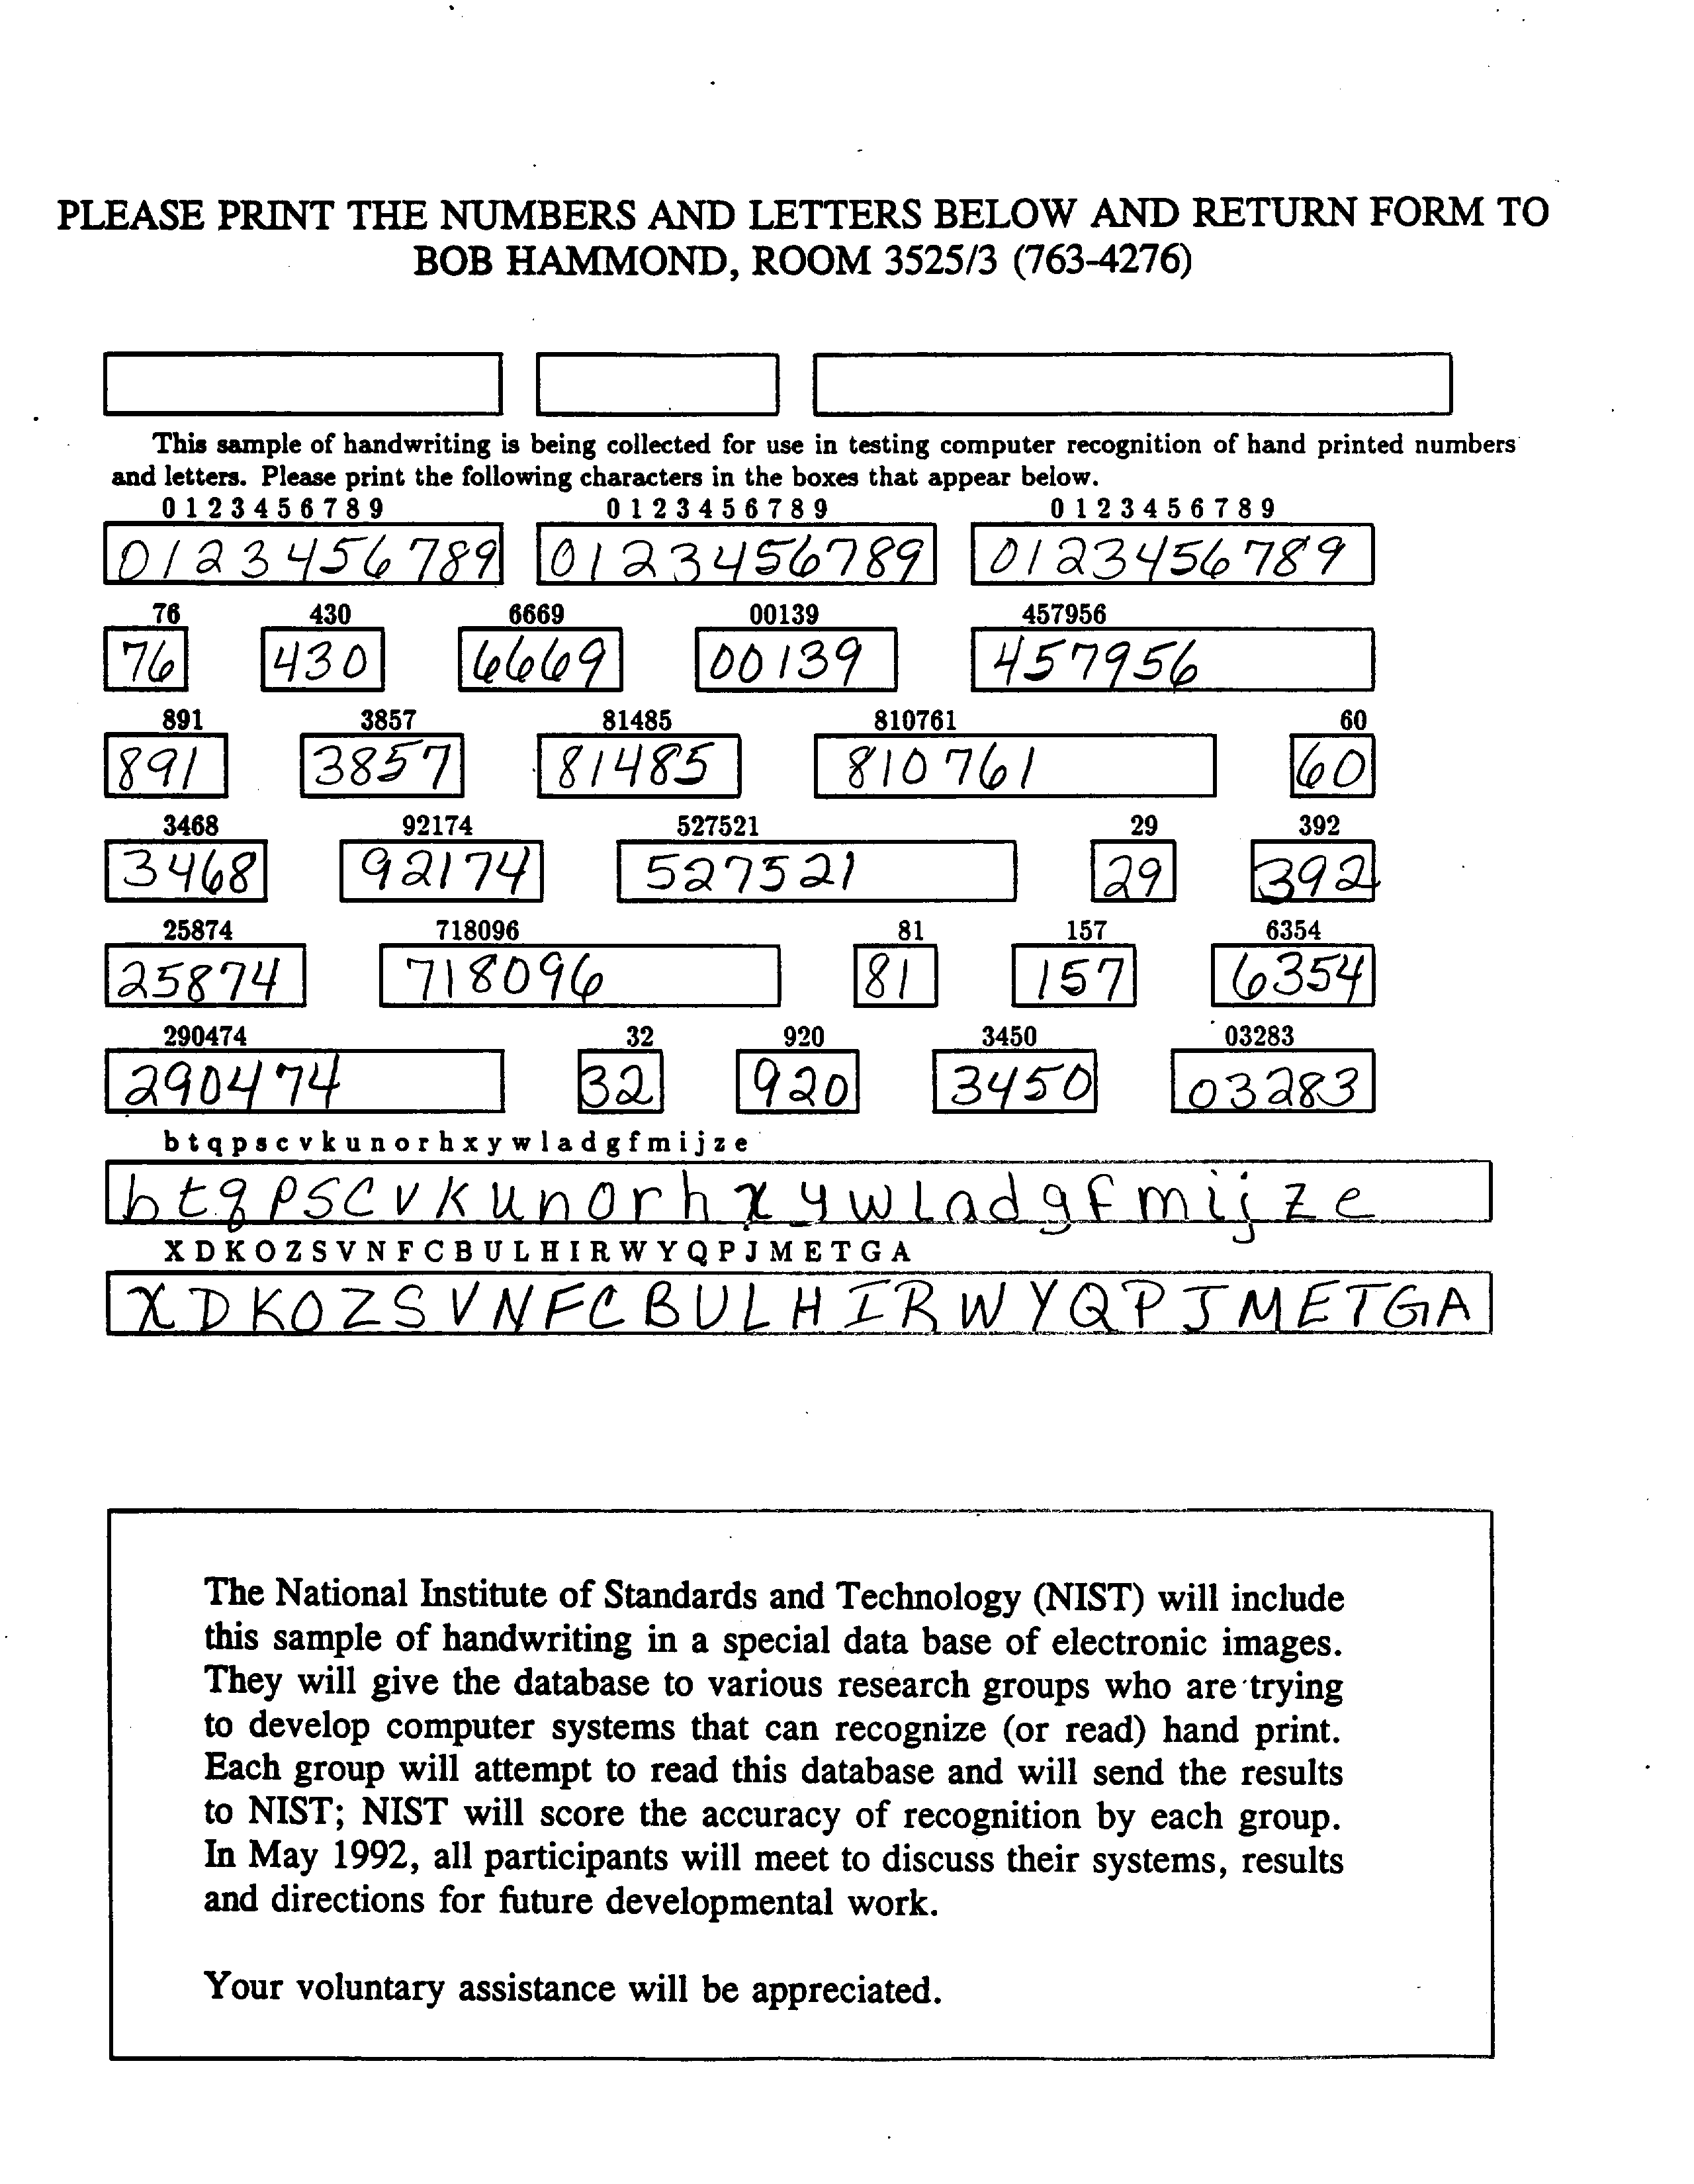 PLEASE PRINT THE NUMBERS AND LETTERS BELOW AND RETURN FORM TO
BOB HAMMOND, ROOM 3525/3 (763-4276)
This sample of handwriting is being collected for use in testing computer recognition of hand printed numbers
and letters. Please print the following characters in the boxes that appear below.
0 1 2 3 4 5 6 7 8 9 0 1 2 3 4 5 6 7 8 9 0 1 2 3 4 5 6 7 8 9
0123456789 0123456789 0123456789
76 430 6669 00139 457956
76 430 6669 00139 457956
891 3857 81485 810761 60
891 3857 81485 810761 60
3468 92174 527521 29 392
3468 92174 527521 29 392
25874 718096 81 157 6354
25874 718096 81 157 6354
290474 32 920 3450 03283
290474 32 920 3450 03283
b t q p s c v k u n o r h x y w l a d g f m i j z e
b t q p s c v k u n o r h x y w l a d g f m i j z e
X D K O Z S V N F C B U L H I R W Y Q P J M E T G A
X D K O Z S V N F C B U L H I R W Y Q P J M E T G A
The National Institute of Standards and Technology (NIST) will include
this sample of handwriting in a special data base of electronic images.
They will give the database to various research groups who are trying
to develop computer systems that can recognize (or read) hand print.
Each group will attempt to read this database and will send the results
to NIST; NIST will score the accuracy of recognition by each group.
In May 1992, all participants will meet to discuss their systems, results
and directions for future developmental work.
Your voluntary assistance will be appreciated.